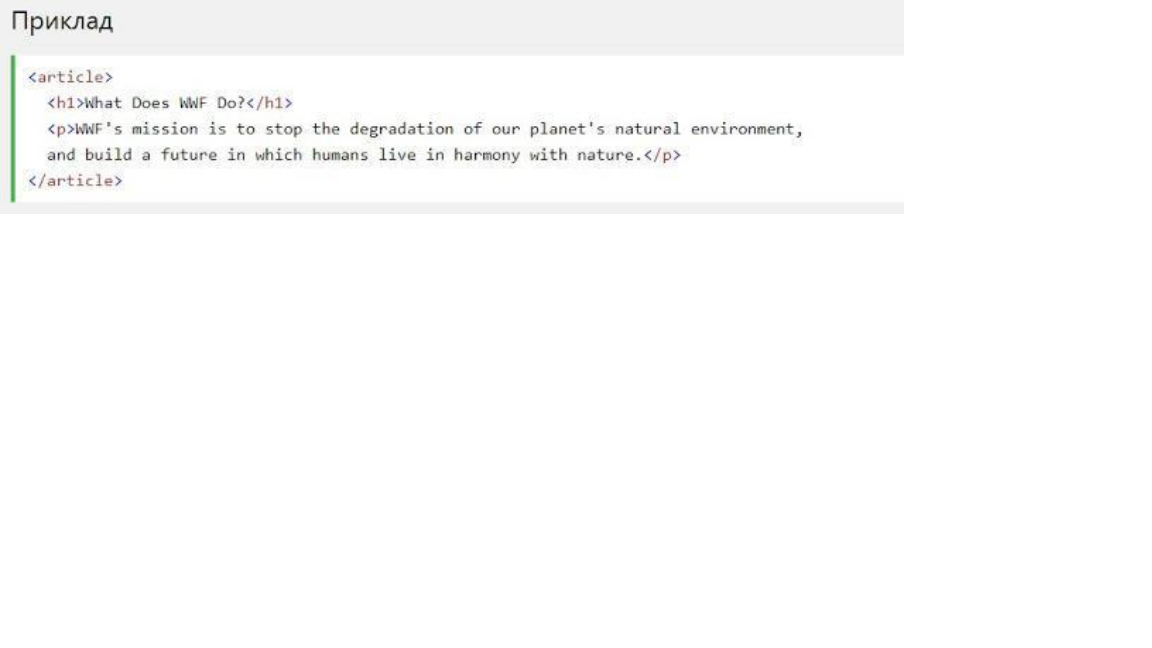 Приклад
<article>
<h1>What Does WWF Do?</h1>
<p>WWF's mission is to stop the degradation of our planet's natural environment,
and build a future in which humans live in harmony with nature.</p>
</article>